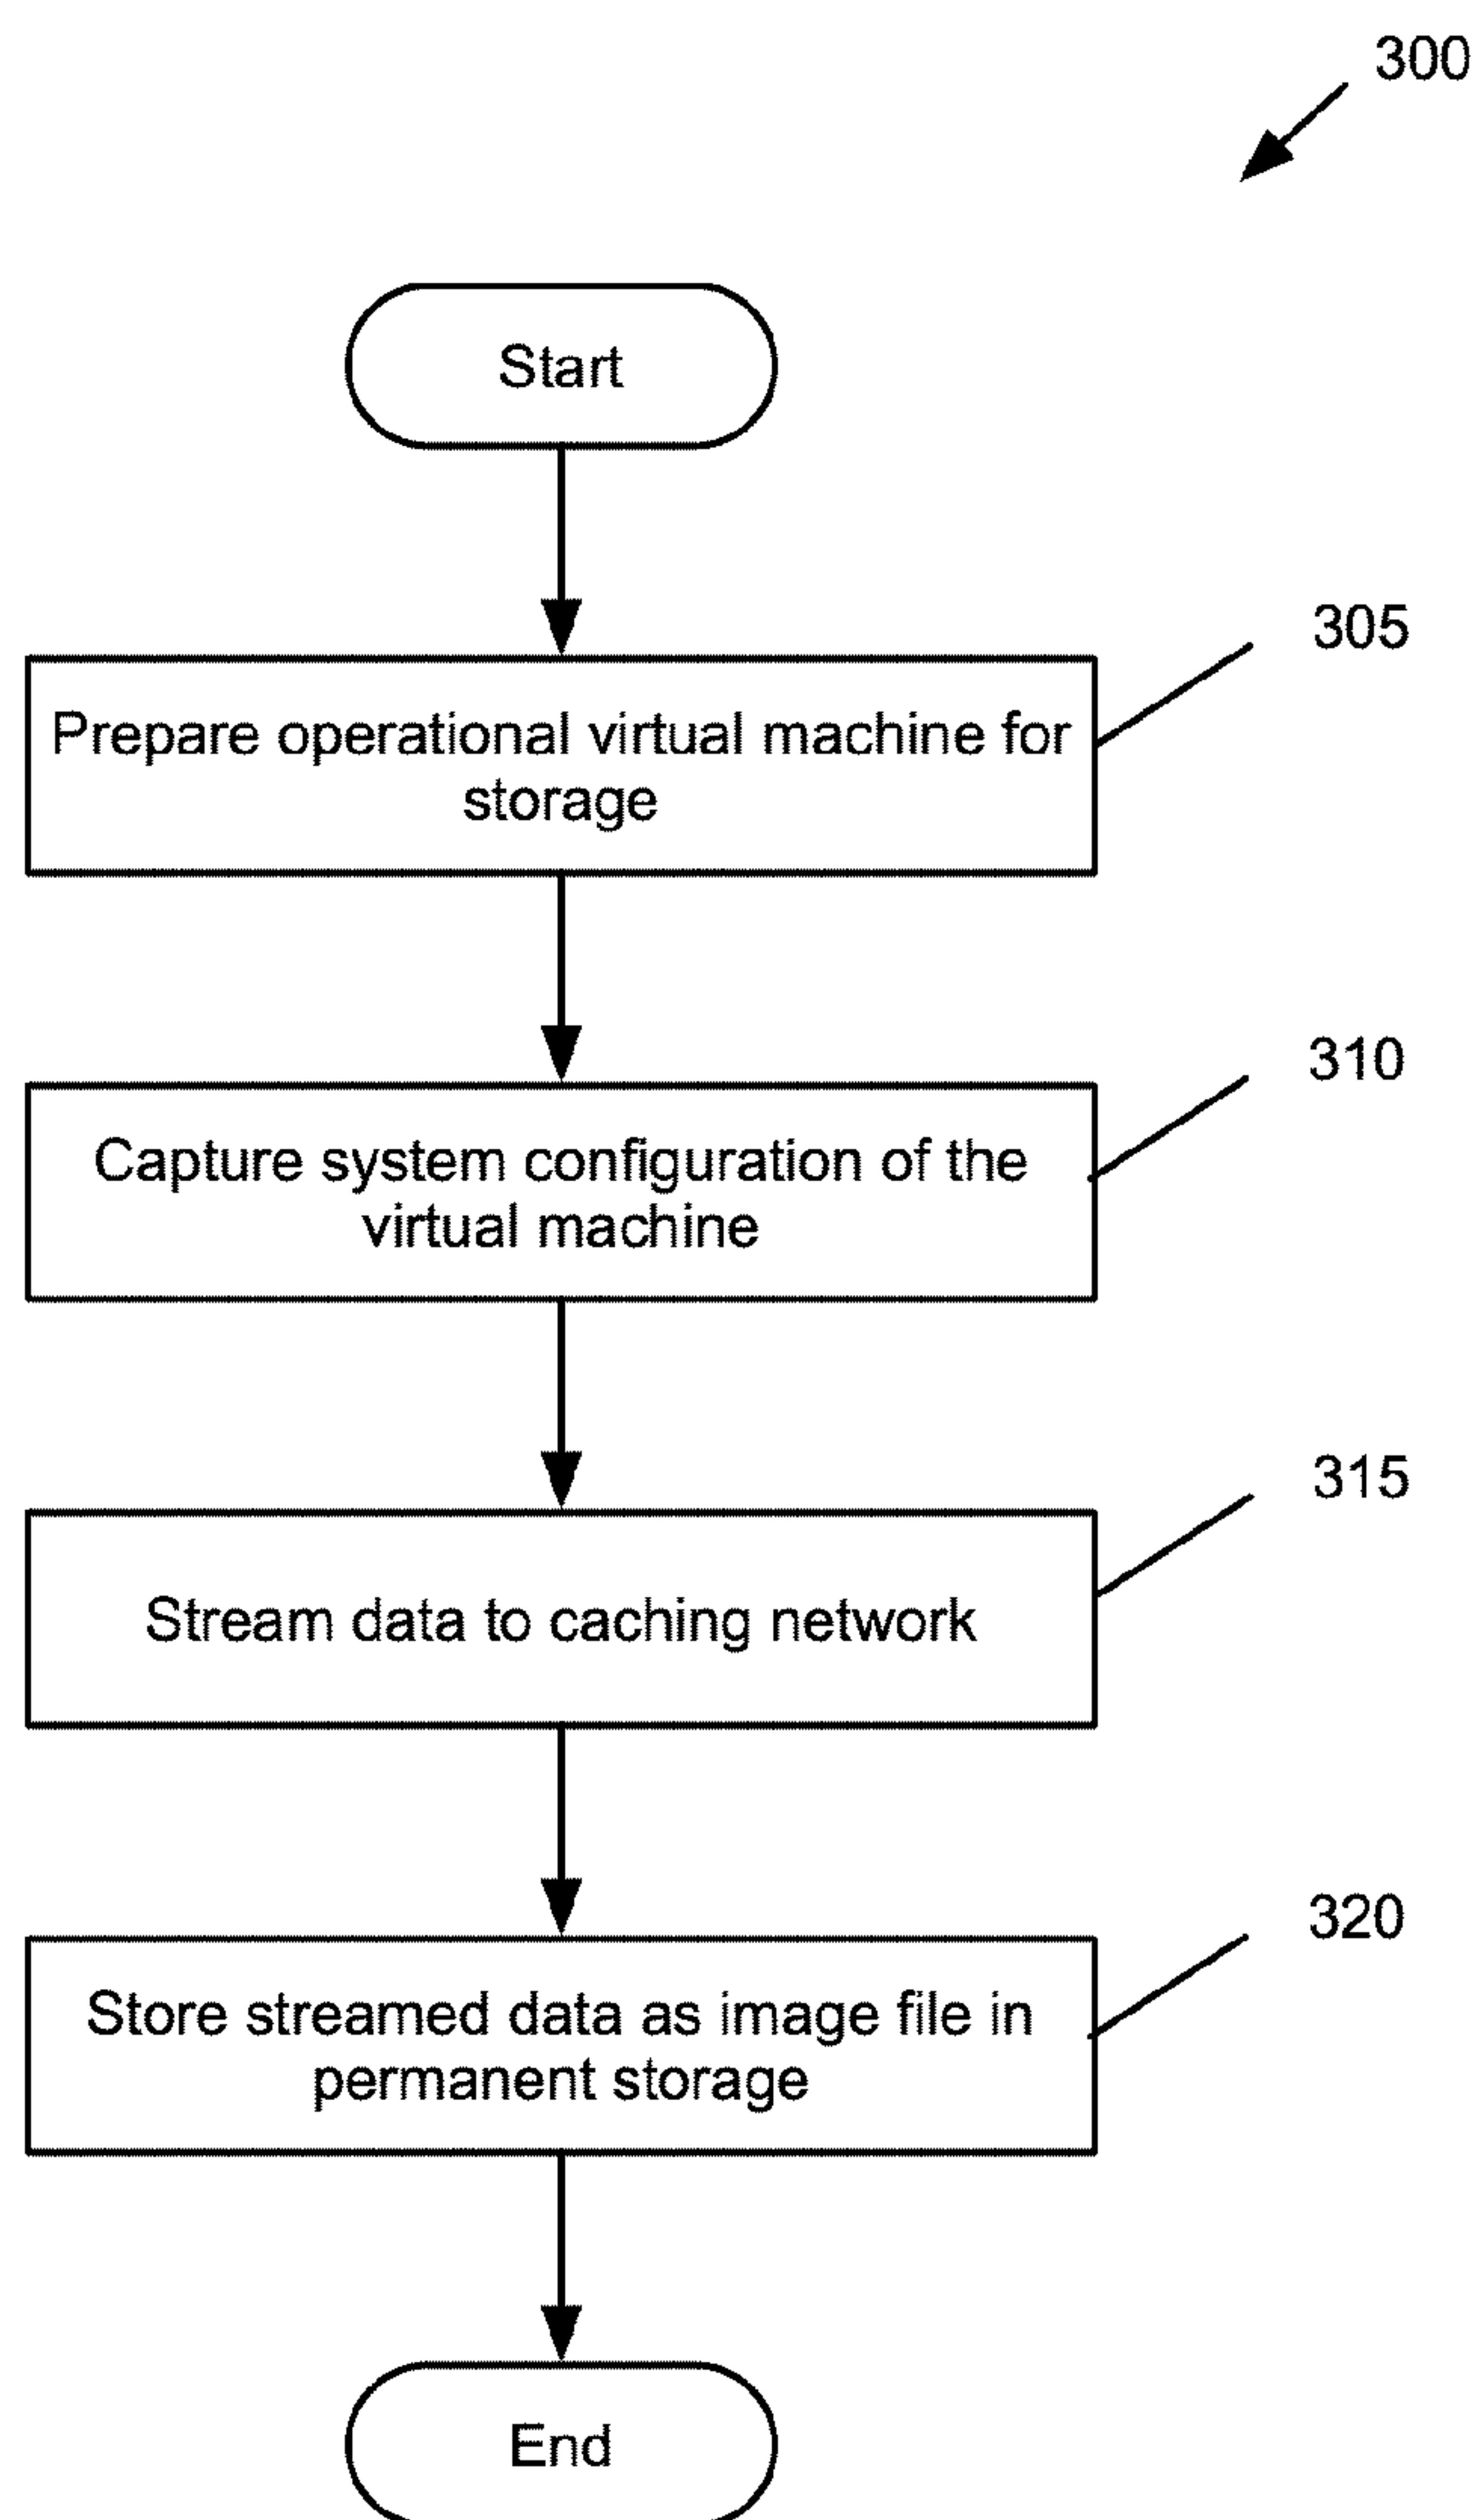 300
Start
305
Prepare operational virtual machine for
storage
310
Capture system configuration of the
virtual machine
315
Stream data to caching network
320
Store streamed data as image file in
permanent storage
End